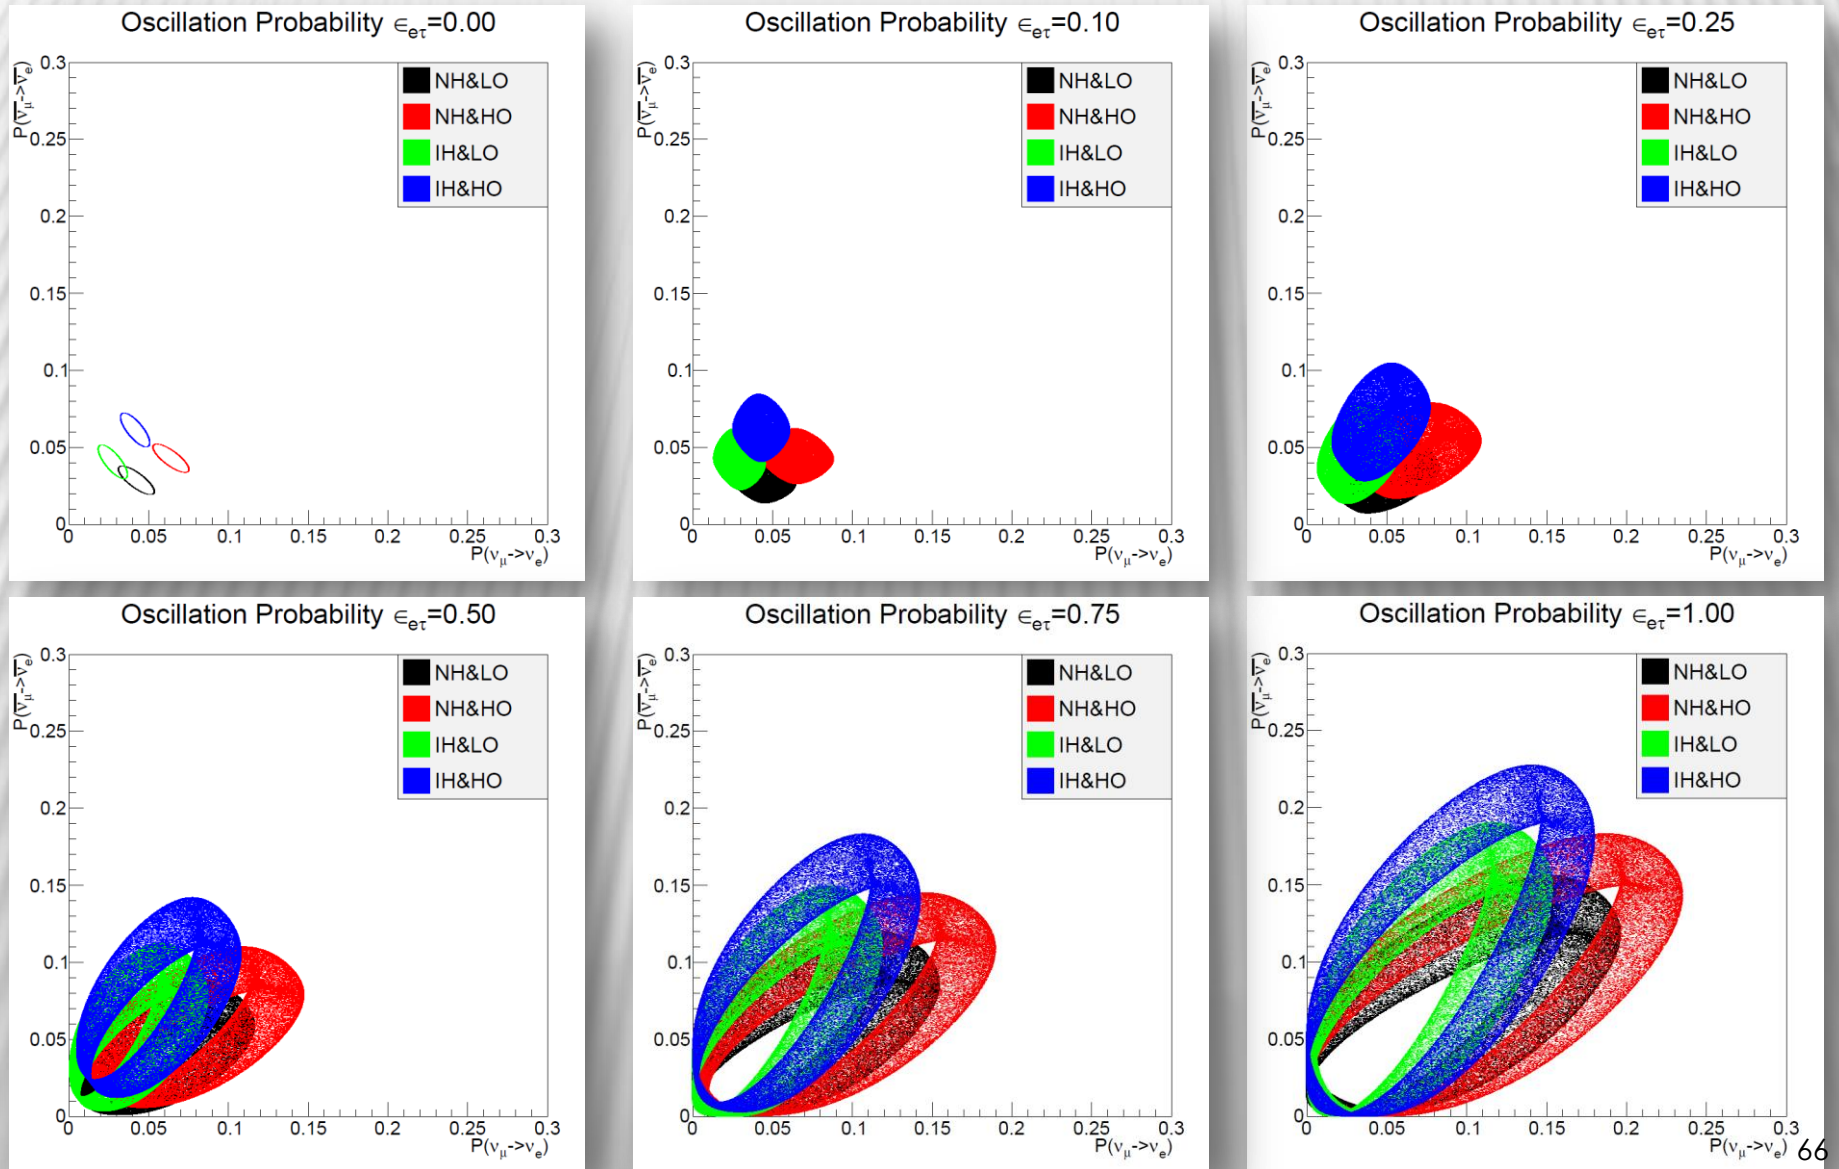 Oscillation Probability ∈eτ=0.00
P(ν̅μ->ν̅e)
0.3
0.25
0.2
0.15
0.1
0.05
0
NH&LO
NH&HO
IH&LO
IH&HO
0 0.05 0.1 0.15 0.2 0.25 0.3
P(νμ->νe)
Oscillation Probability ∈eτ=0.10
P(ν̅μ->ν̅e)
0.3
0.25
0.2
0.15
0.1
0.05
0
NH&LO
NH&HO
IH&LO
IH&HO
0 0.05 0.1 0.15 0.2 0.25 0.3
P(νμ->νe)
Oscillation Probability ∈eτ=0.25
P(ν̅μ->ν̅e)
0.3
0.25
0.2
0.15
0.1
0.05
0
NH&LO
NH&HO
IH&LO
IH&HO
0 0.05 0.1 0.15 0.2 0.25 0.3
P(νμ->νe)
Oscillation Probability ∈eτ=0.50
P(ν̅μ->ν̅e)
0.3
0.25
0.2
0.15
0.1
0.05
0
NH&LO
NH&HO
IH&LO
IH&HO
0 0.05 0.1 0.15 0.2 0.25 0.3
P(νμ->νe)
Oscillation Probability ∈eτ=0.75
P(ν̅μ->ν̅e)
0.3
0.25
0.2
0.15
0.1
0.05
0
NH&LO
NH&HO
IH&LO
IH&HO
0 0.05 0.1 0.15 0.2 0.25 0.3
P(νμ->νe)
Oscillation Probability ∈eτ=1.00
P(ν̅μ->ν̅e)
0.3
0.25
0.2
0.15
0.1
0.05
0
NH&LO
NH&HO
IH&LO
IH&HO
0 0.05 0.1 0.15 0.2 0.25 0.3
P(νμ->νe)
66